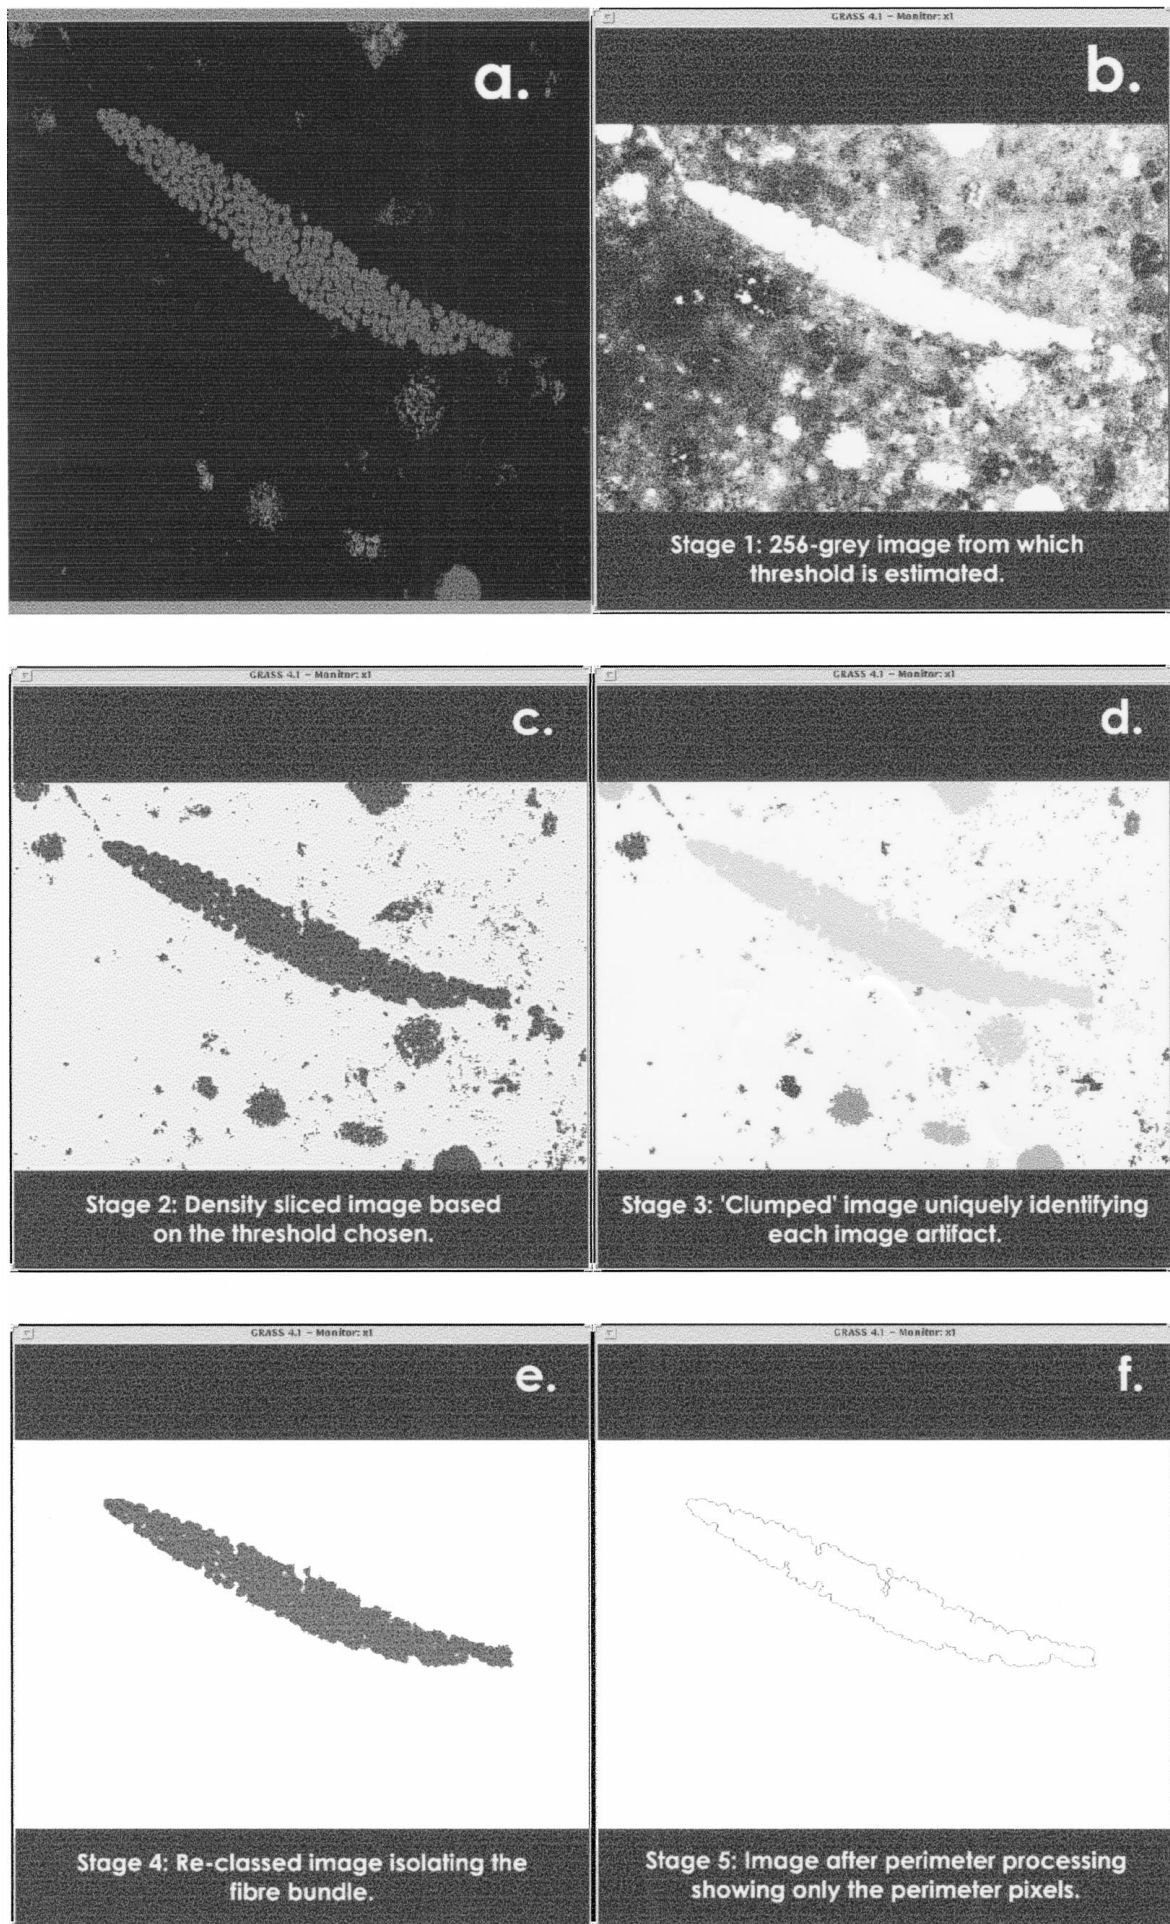 a.
GRASS 4.1 – Monitor: x1
b.
Stage 1: 256-grey image from which
threshold is estimated.
GRASS 4.1 – Monitor: x1
c.
Stage 2: Density sliced image based
on the threshold chosen.
GRASS 4.1 – Monitor: x1
d.
Stage 3: 'Clumped' image uniquely identifying
each image artifact.
GRASS 4.1 – Monitor: x1
e.
Stage 4: Re-classed image isolating the
fibre bundle.
GRASS 4.1 – Monitor: x1
f.
Stage 5: Image after perimeter processing
showing only the perimeter pixels.